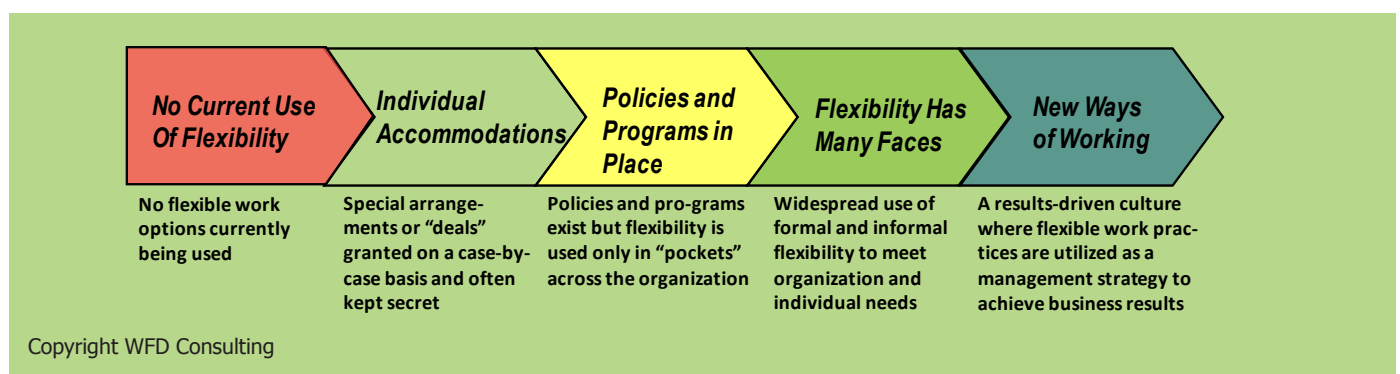 No Current Use
Of Flexibility
Individual
Accommodations
Policies and
Programs in
Place
Flexibility Has
Many Faces
New Ways
of Working
No flexible work
options currently
being used
Special arrange-
ments or “deals”
granted on a case-by-
case basis and often
kept secret
Policies and pro-grams
exist but flexibility is
used only in “pockets”
across the organization
Widespread use of
formal and informal
flexibility to meet
organization and
individual needs
A results-driven culture
where flexible work prac-
tices are utilized as a
management strategy to
achieve business results
Copyright WFD Consulting